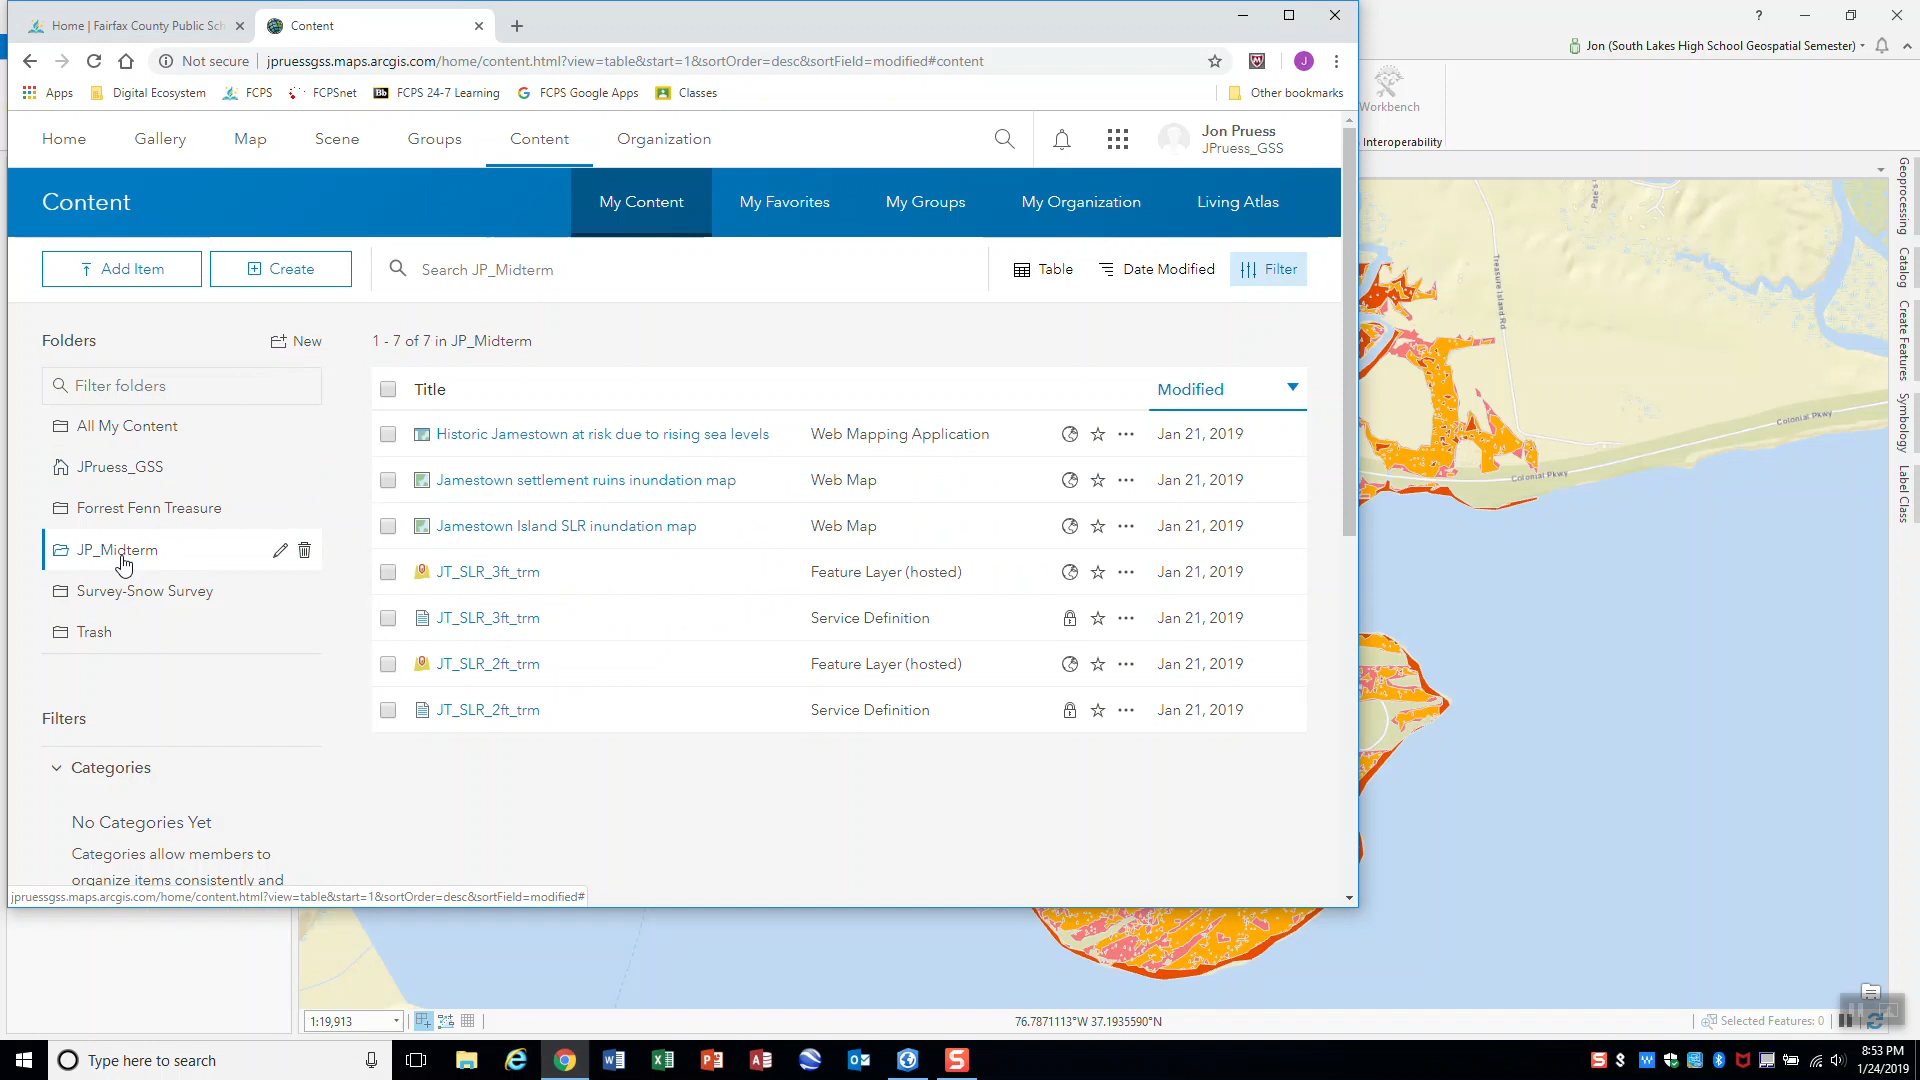 Home | Fairfax County Public Sch
Content
Not secure
jpruessgss.maps.arcgis.com/home/content.html?view=table&start=1&sortOrder=desc&sortField=modified#content
Apps
Digital Ecosystem
FCPS
FCPSnet
Bb
FCPS 24-7 Learning
FCPS Google Apps
Classes
Other bookmarks
J
Jon (South Lakes High School Geospatial Semester)
Workbench
Interoperability
Home
Gallery
Map
Scene
Groups
Content
Organization
Jon Pruess
JPruess_GSS
Content
My Content
My Favorites
My Groups
My Organization
Living Atlas
Add Item
Create
Search JP_Midterm
Table
Date Modified
Filter
Folders
New
1 - 7 of 7 in JP_Midterm
Filter folders
All My Content
JPruess_GSS
Forrest Fenn Treasure
JP_Midterm
Survey-Snow Survey
Trash
Title
Modified
Historic Jamestown at risk due to rising sea levels Web Mapping Application Jan 21, 2019
Jamestown settlement ruins inundation map Web Map Jan 21, 2019
Jamestown Island SLR inundation map Web Map Jan 21, 2019
JT_SLR_3ft_trm Feature Layer (hosted) Jan 21, 2019
JT_SLR_3ft_trm Service Definition Jan 21, 2019
JT_SLR_2ft_trm Feature Layer (hosted) Jan 21, 2019
JT_SLR_2ft_trm Service Definition Jan 21, 2019
Filters
Categories
No Categories Yet
Categories allow members to
organize items consistently and
jpruessgss.maps.arcgis.com/home/content.html?view=table&start=1&sortOrder=desc&sortField=modified#
Treasure Island Rd
Colonial Pkwy
Colonial Pkwy
Geoprocessing
Catalog
Create Features
Symbology
Label Class
1:19,913
76.7871113°W 37.1935590°N
Selected Features: 0
Type here to search
8:53 PM
1/24/2019